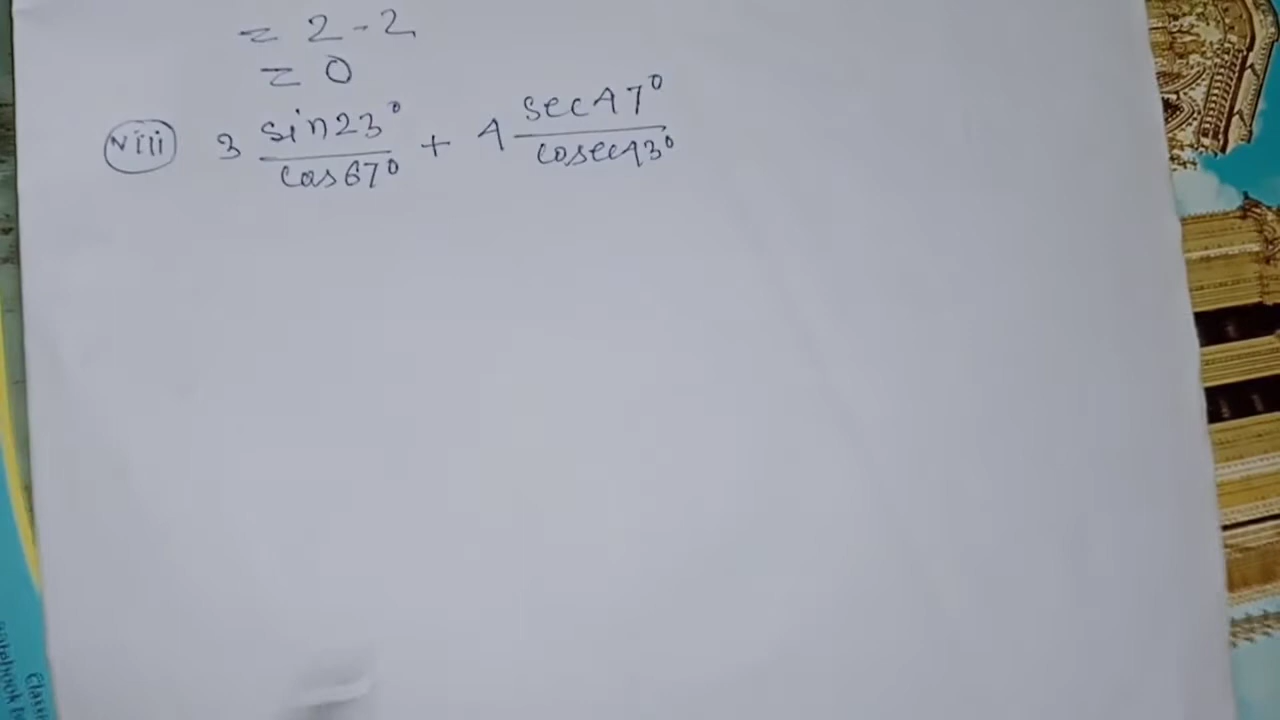 = 2 - 2
= 0
(viii) 3 sin23°/cos67° + 4 sec47°/cosec43°